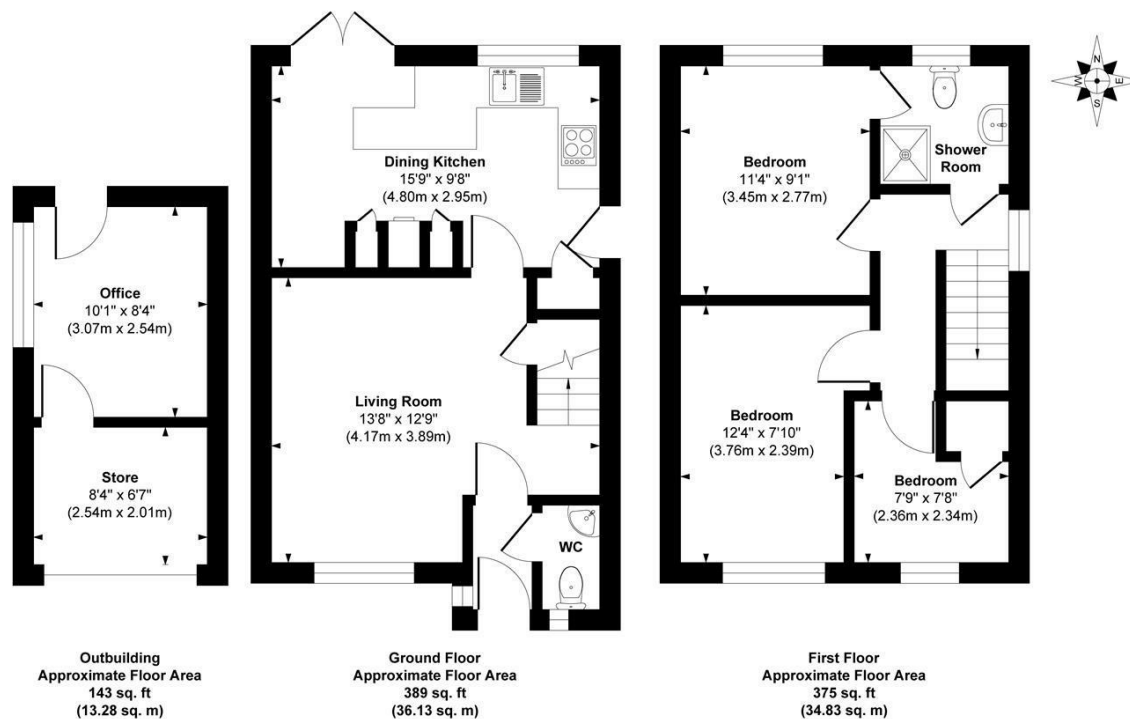 N
W E
S
Dining Kitchen
15'9" x 9'8"
(4.80m x 2.95m)
Bedroom
11'4" x 9'1"
(3.45m x 2.77m)
Shower
Room
Office
10'1" x 8'4"
(3.07m x 2.54m)
Living Room
13'8" x 12'9"
(4.17m x 3.89m)
Bedroom
12'4" x 7'10"
(3.76m x 2.39m)
Store
8'4" x 6'7"
(2.54m x 2.01m)
Bedroom
7'9" x 7'8"
(2.36m x 2.34m)
WC
Outbuilding
Approximate Floor Area
143 sq. ft
(13.28 sq. m)
Ground Floor
Approximate Floor Area
389 sq. ft
(36.13 sq. m)
First Floor
Approximate Floor Area
375 sq. ft
(34.83 sq. m)